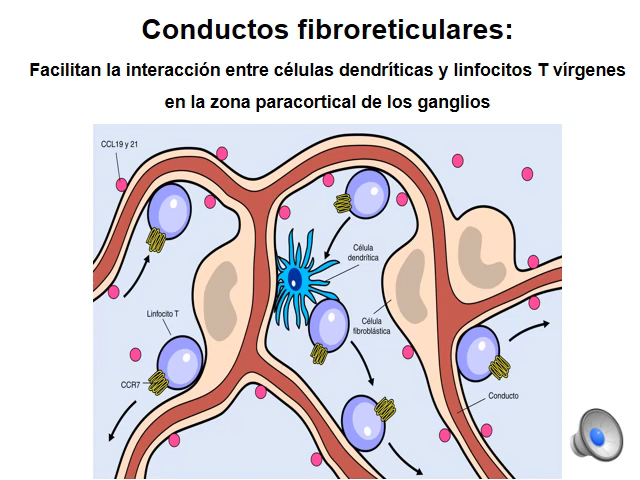 Conductos fibroreticulares:
Facilitan la interacción entre células dendríticas y linfocitos T vírgenes
en la zona paracortical de los ganglios
CCL19 y 21
Célula
dendrítica
Linfocito T
Célula
fibroblástica
CCR7
Conducto